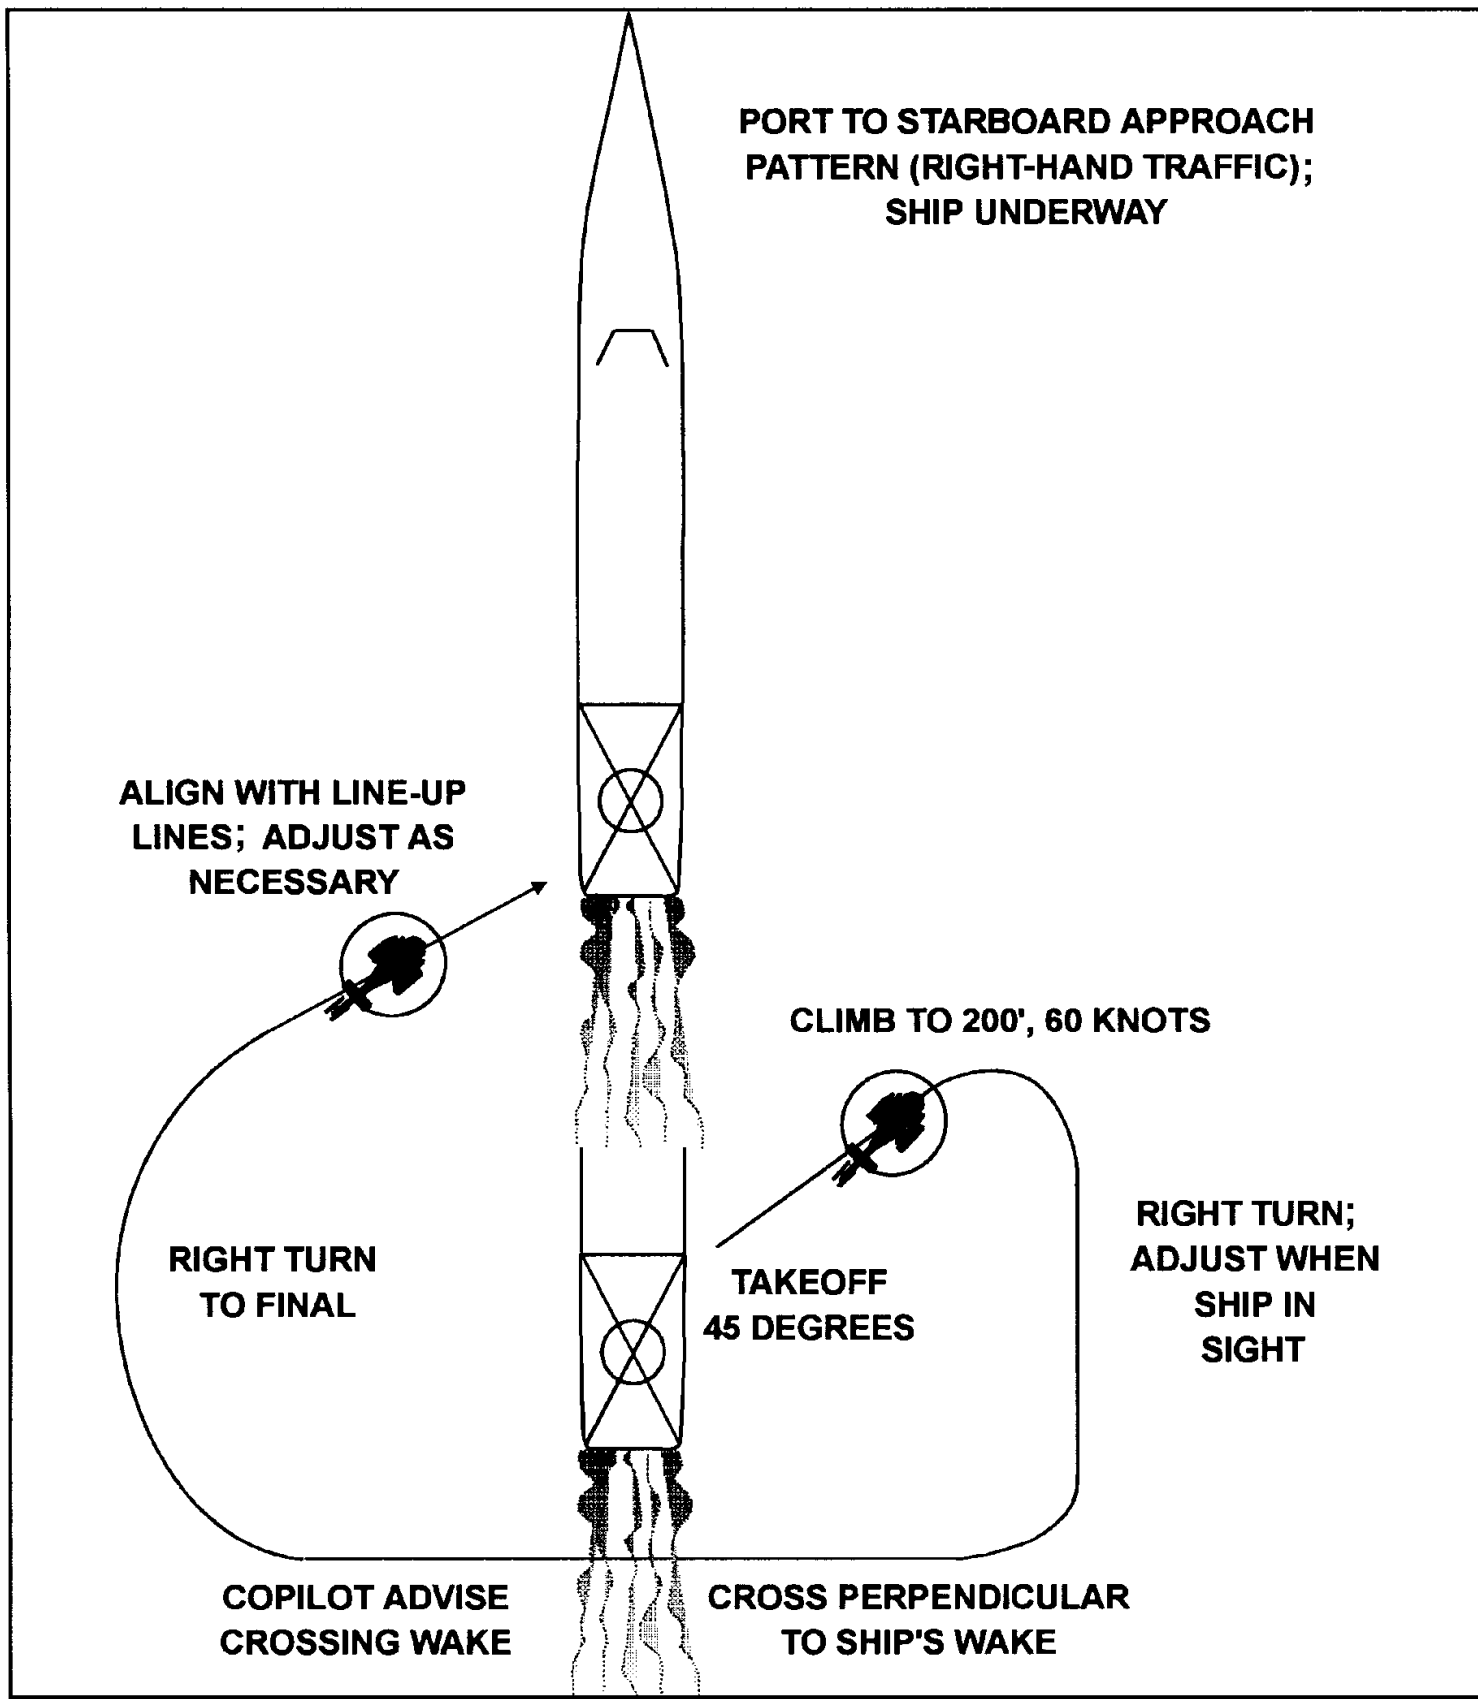 PORT TO STARBOARD APPROACH
PATTERN (RIGHT-HAND TRAFFIC);
SHIP UNDERWAY
ALIGN WITH LINE-UP
LINES; ADJUST AS
NECESSARY
CLIMB TO 200', 60 KNOTS
RIGHT TURN
TO FINAL
TAKEOFF
45 DEGREES
RIGHT TURN;
ADJUST WHEN
SHIP IN
SIGHT
COPILOT ADVISE
CROSSING WAKE
CROSS PERPENDICULAR
TO SHIP'S WAKE